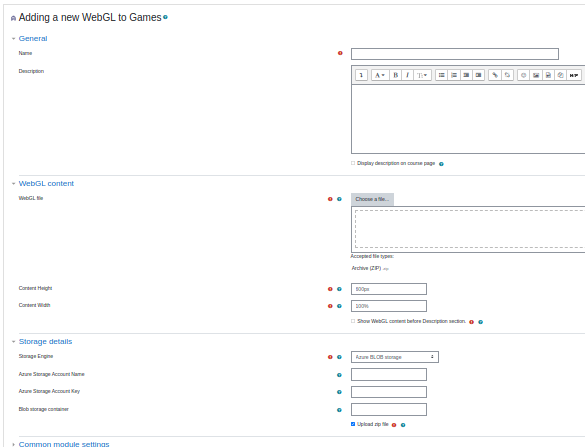 Adding a new WebGL to Games
General
Name
Description
Display description on course page
WebGL content
WebGL file
Choose a file...
Accepted file types:
Archive (ZIP) .zip
Content Height
600px
Content Width
100%
Show WebGL content before Description section.
Storage details
Storage Engine
Azure BLOB storage
Azure Storage Account Name
Azure Storage Account Key
Blob storage container
Upload zip file
Common module settings